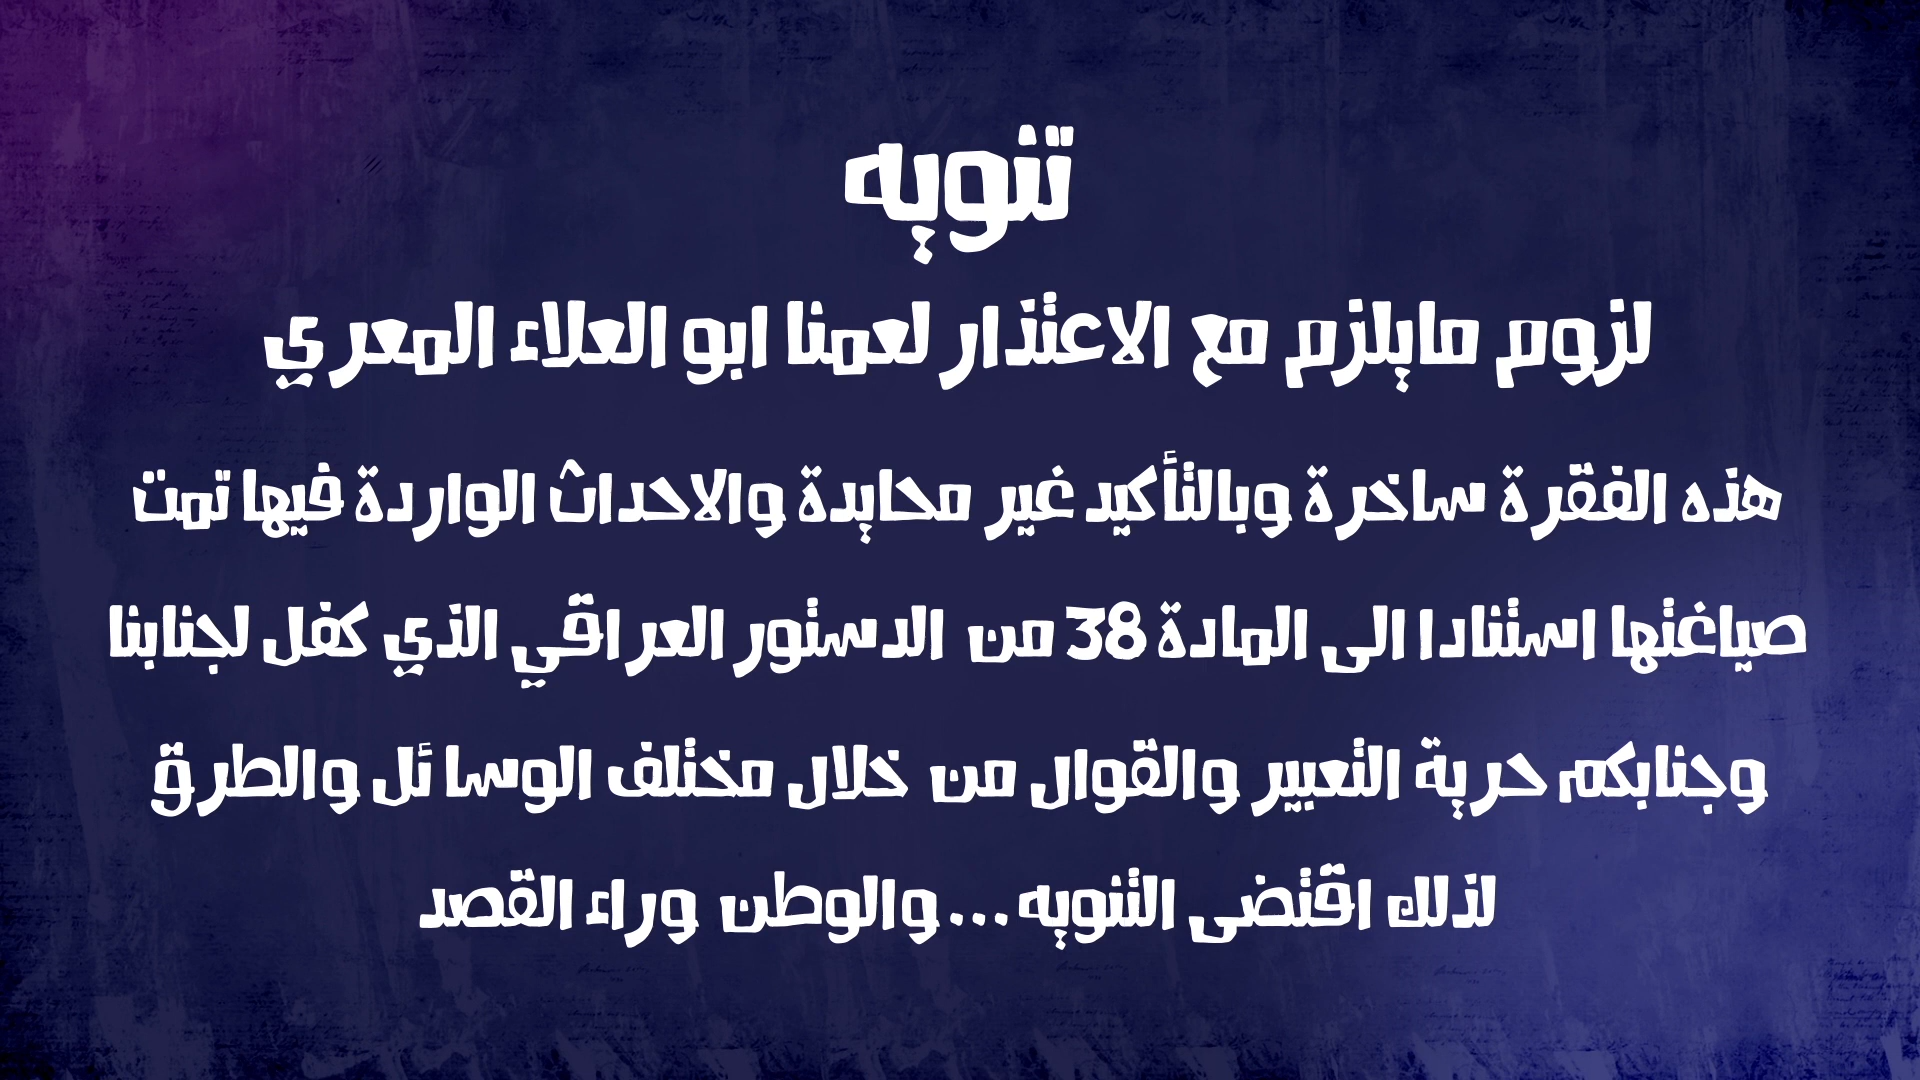 تنويه
لزوم مايلزم مع الاعتذار لعمنا ابو العلاء المعري
هذه الفقرة ساخرة وبالتأكيد غير محايدة والاحداث الواردة فيها تمت
صياغتها استنادا الى المادة 38 من الدستور العراقي الذي كفل لجنابنا
وجنابكم حرية التعبير والقوال من خلال مختلف الوسائل والطرق
لذلك اقتضى التنويه...والوطن وراء القصد